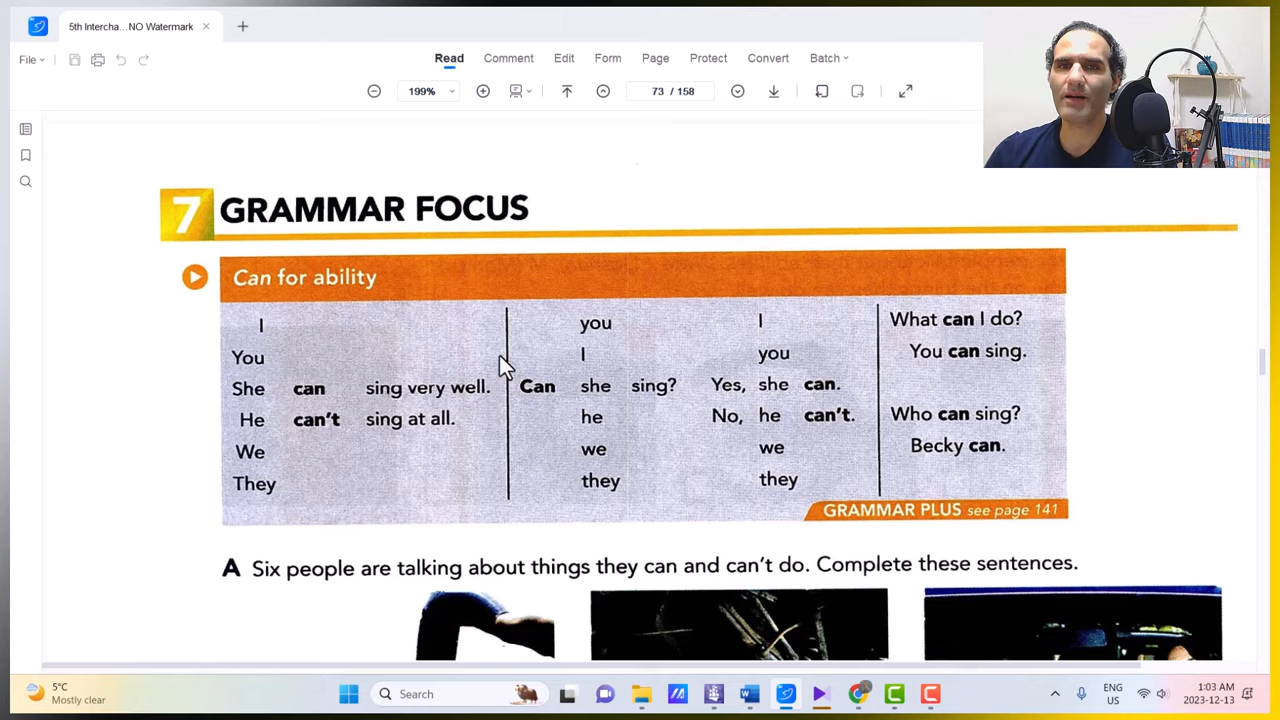 5th Intercha...NO Watermark
File
Read Comment Edit Form Page Protect Convert Batch
199%
73 / 158
7 GRAMMAR FOCUS
Can for ability
I
You
She can sing very well.
He can't sing at all.
We
They
you
I
Can she sing?
he
we
they
I
you
Yes, she can.
No, he can't.
we
they
What can I do?
You can sing.
Who can sing?
Becky can.
GRAMMAR PLUS see page 141
A Six people are talking about things they can and can't do. Complete these sentences.
5°C
Mostly clear
Search
ENG
US
1:03 AM
2023-12-13